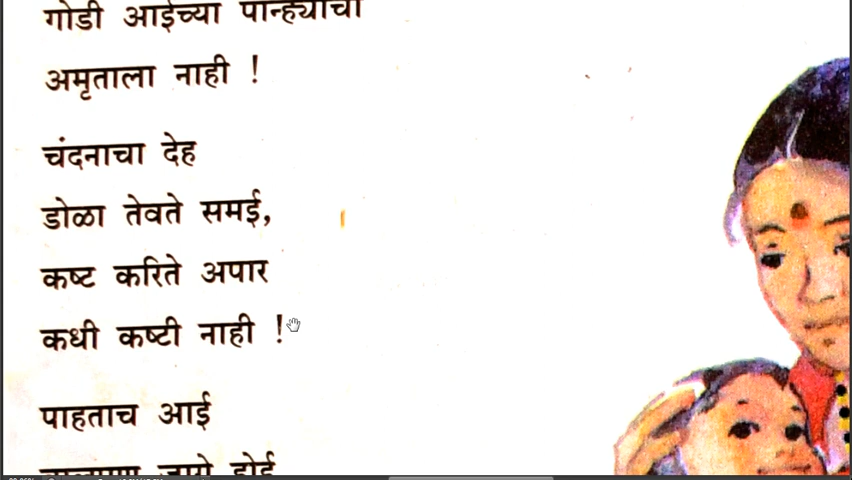 गोडी आईच्या पान्ह्याचा
अमृताला नाही !
चंदनाचा देह
डोळा तेवते समई,
कष्ट करिते अपार
कधी कष्टी नाही !
पाहताच आई
जागे होई